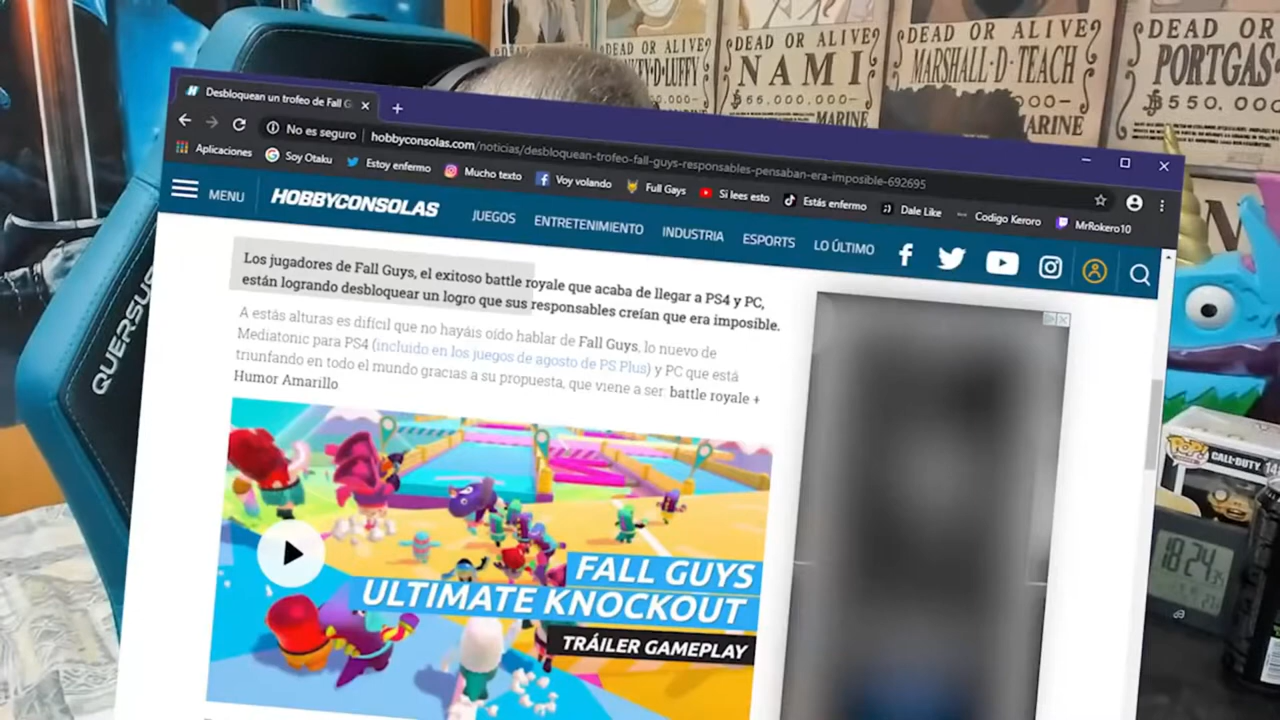 DEAD OR ALIVE
DEAD OR ALIVE
DEAD OR ALIVE
DEAD OR ALIVE
DEAD OR
D·LUFFY
NAMI
MARSHALL·D·TEACH
PORTGAS
฿66,000,000-
฿550,000
MARINE
MARINE
QUERSUS
Desbloquean un trofeo de Fall G
No es seguro
hobbyconsolas.com/noticias/desbloquean-trofeo-fall-guys-responsables-pensaban-era-imposible-692695
Aplicaciones
Soy Otaku
Estoy enfermo
Mucho texto
Voy volando
Full Gays
Si lees esto
Estás enfermo
Dale Like
Codigo Keroro
MrRokero10
MENU
HOBBYCONSOLAS
JUEGOS
ENTRETENIMIENTO
INDUSTRIA
ESPORTS
LO ÚLTIMO
Los jugadores de Fall Guys, el exitoso battle royale que acaba de llegar a PS4 y PC,
están logrando desbloquear un logro que sus responsables creían que era imposible.
A estás alturas es difícil que no hayáis oído hablar de Fall Guys, lo nuevo de
Mediatonic para PS4 (incluido en los juegos de agosto de PS Plus) y PC que está
triunfando en todo el mundo gracias a su propuesta, que viene a ser: battle royale +
Humor Amarillo
FALL GUYS
ULTIMATE KNOCKOUT
TRÁILER GAMEPLAY
POP!
CALL·DUTY
18:24